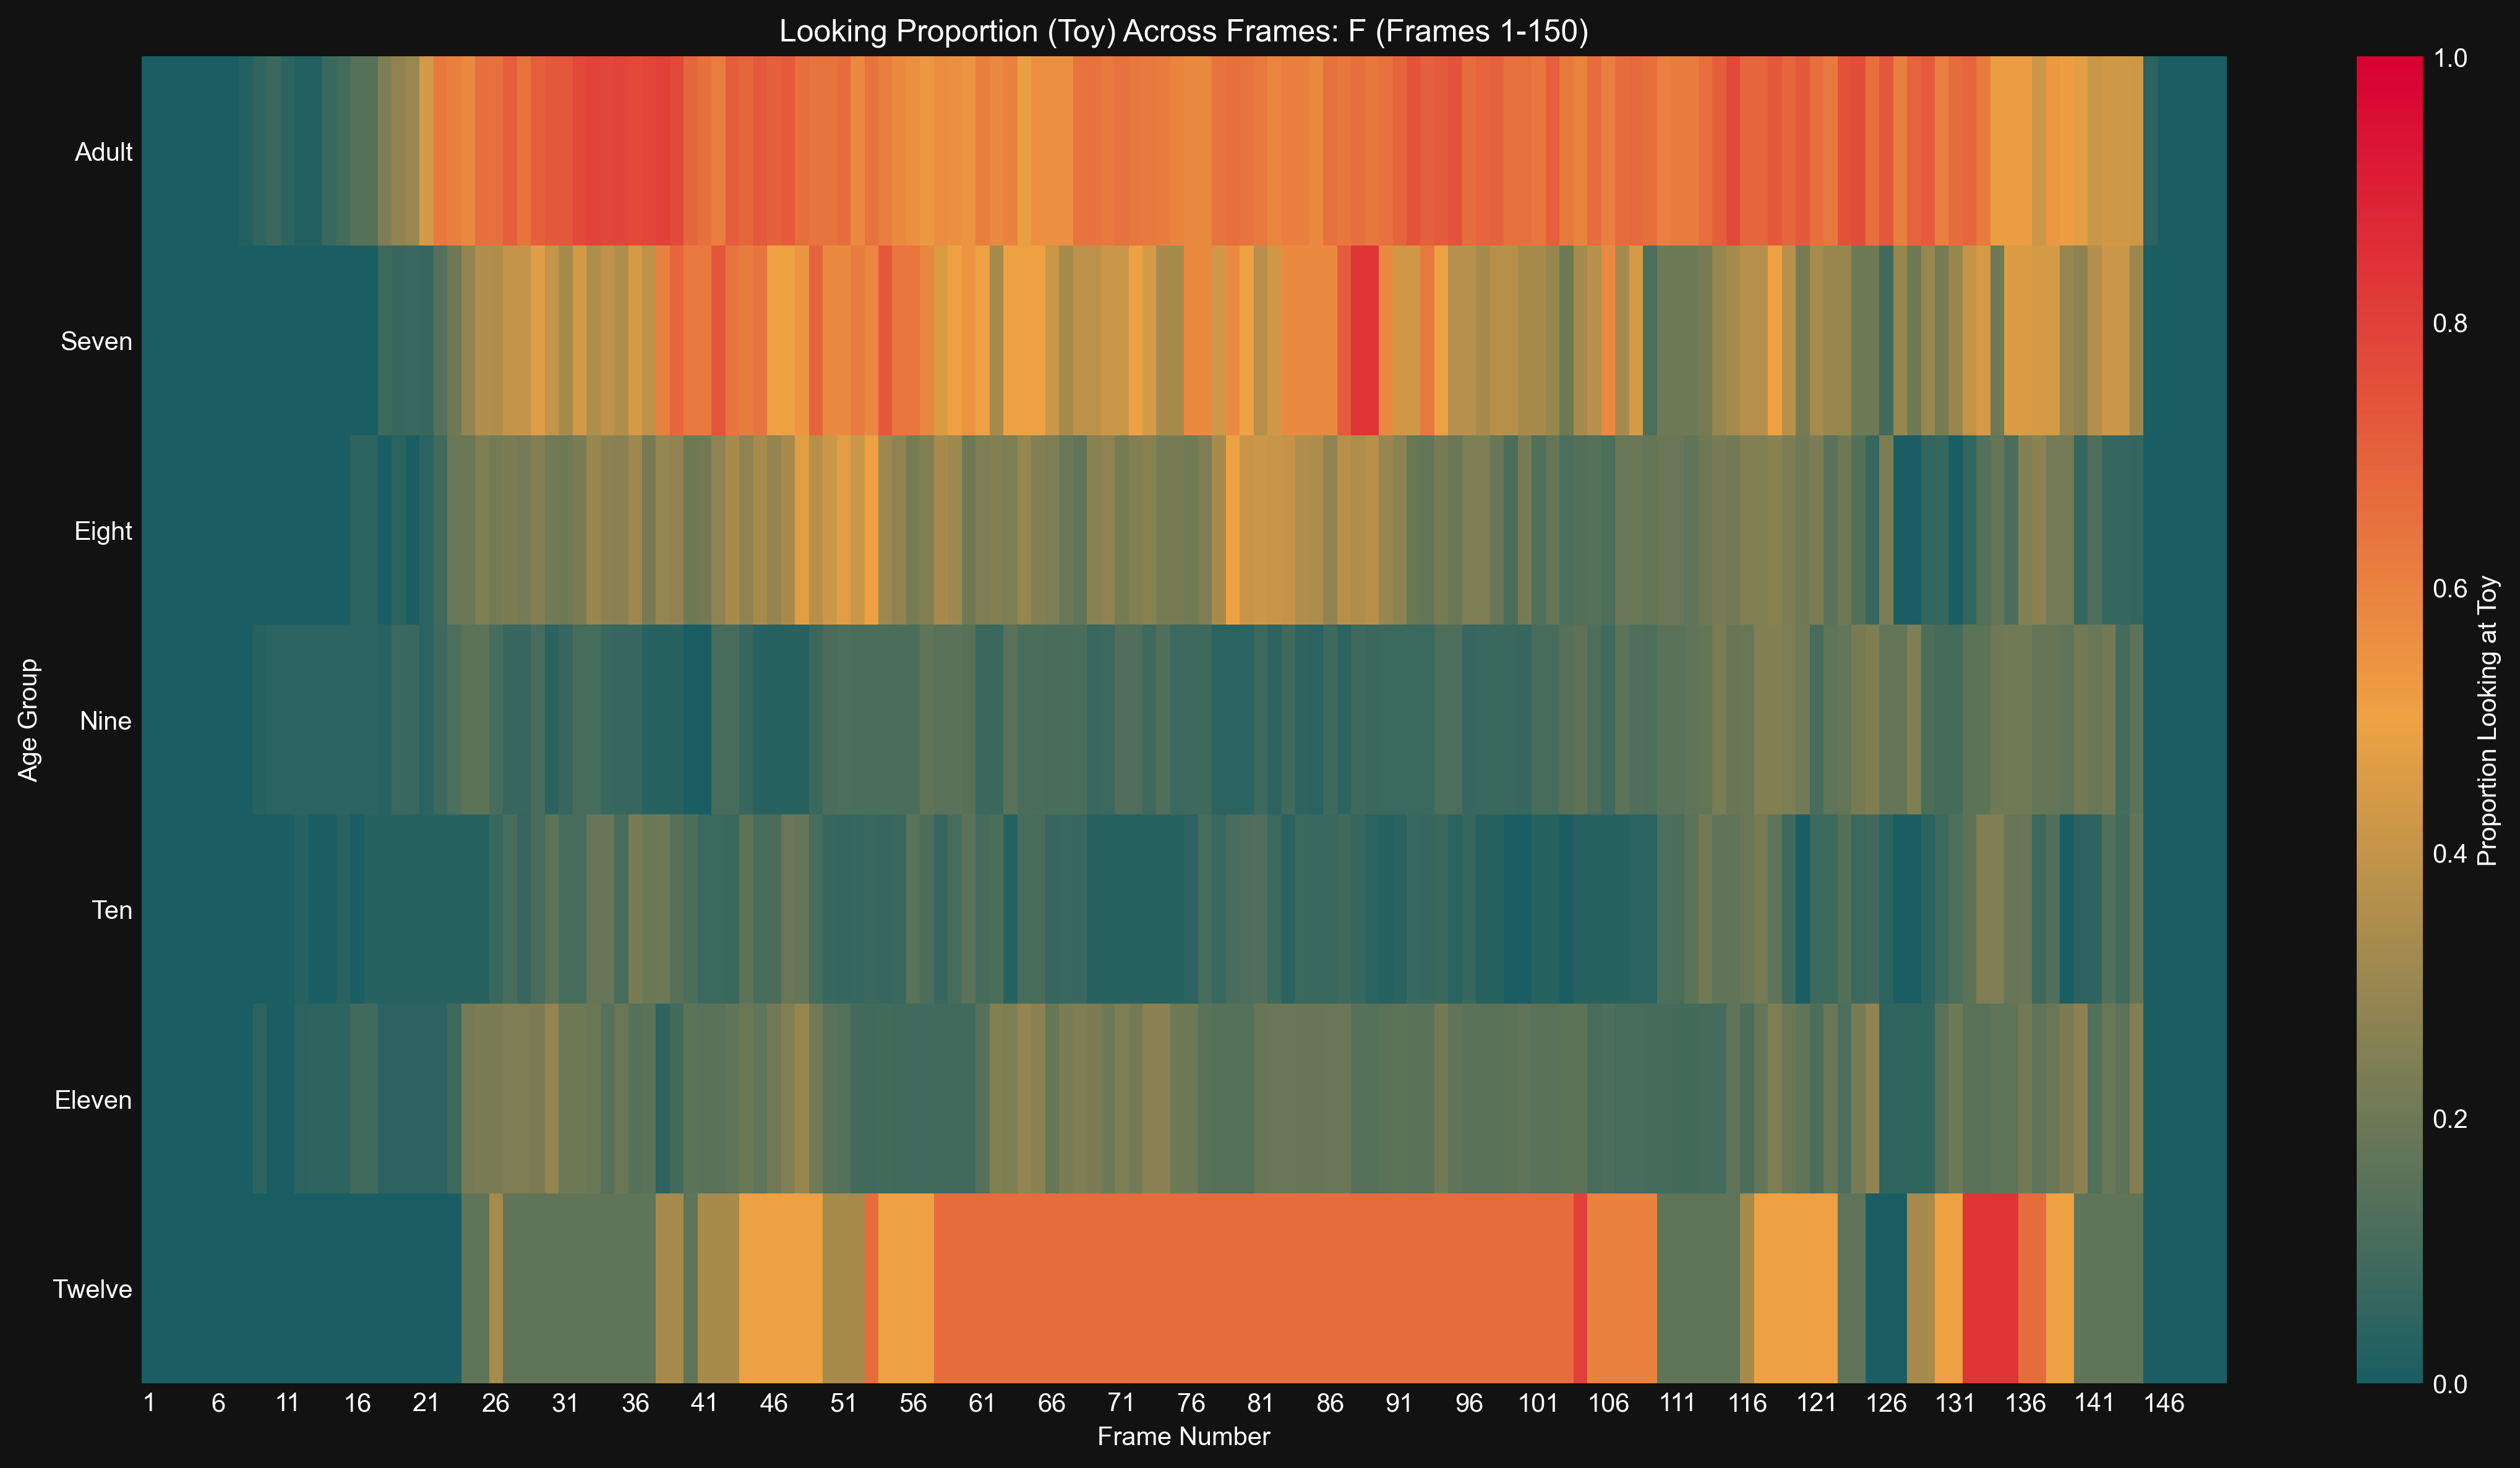 Looking Proportion (Toy) Across Frames: F (Frames 1-150)
Age Group
Adult
Seven
Eight
Nine
Ten
Eleven
Twelve
1 6 11 16 21 26 31 36 41 46 51 56 61 66 71 76 81 86 91 96 101 106 111 116 121 126 131 136 141 146
Frame Number
1.0
0.8
0.6
0.4
0.2
0.0
Proportion Looking at Toy